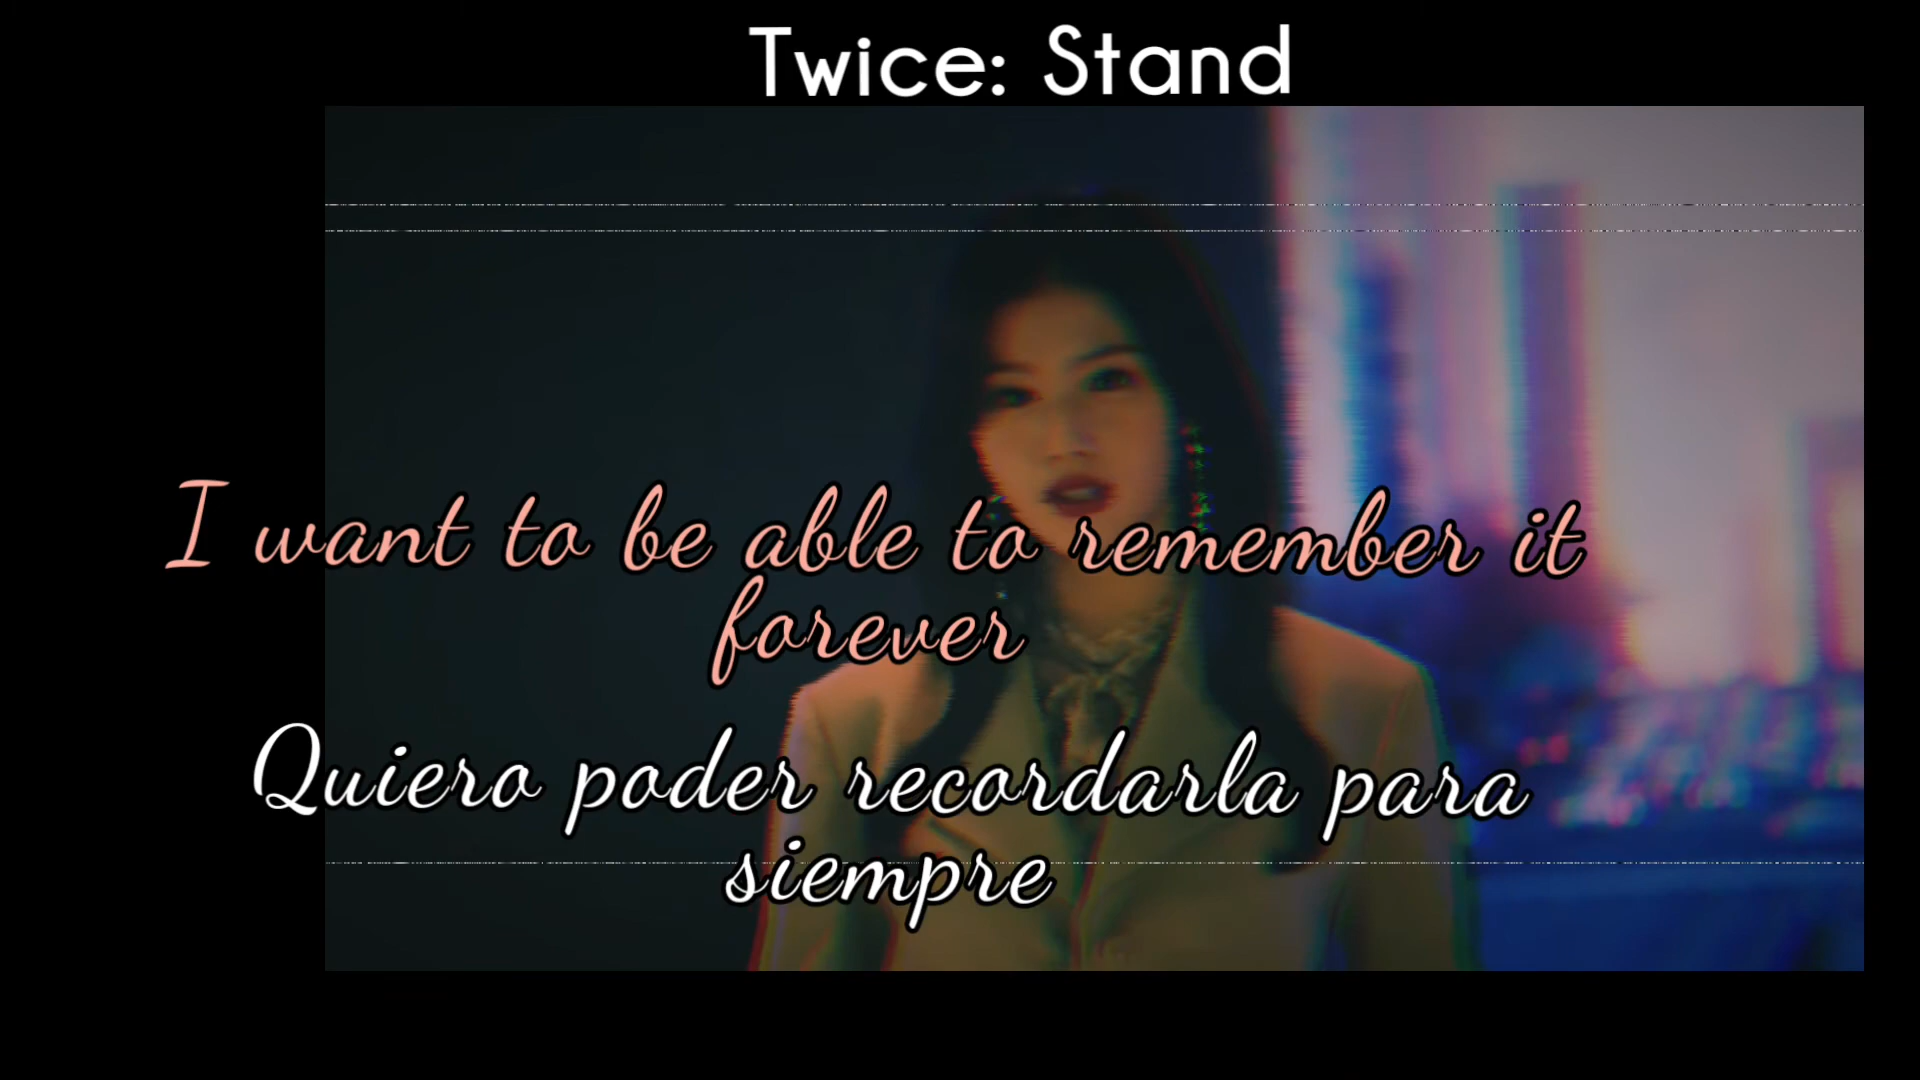 Twice: Stand
I want to be able to remember it
forever
Quiero poder recordarla para
siempre